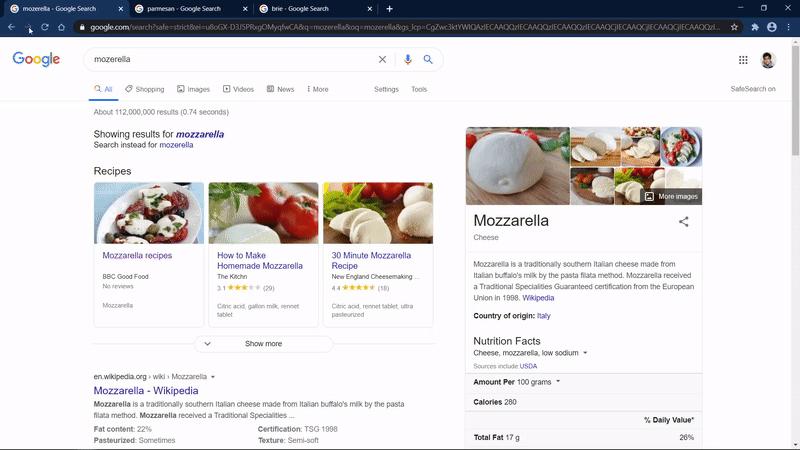 mozerella - Google Search
parmesan - Google Search
brie - Google Search
google.com/search?safe=strict&ei=u8oGX-D3J5PRxgOMyqfwCA&q=mozerella&oq=mozerella&gs_lcp=
Google
mozerella
All
Shopping
Images
Videos
News
More
Settings
Tools
SafeSearch on
About 112,000,000 results (0.74 seconds)
Showing results for mozzarella
Search instead for mozerella
Recipes
Mozzarella recipes
BBC Good Food
No reviews
Mozzarella
How to Make
Homemade Mozzarella
The Kitchn
3.1 (29)
Citric acid, gallon milk, rennet
tablet
30 Minute Mozzarella
Recipe
New England Cheesemaking ...
4.4 (18)
Citric acid, rennet tablet, ultra
pasteurized
Show more
en.wikipedia.org › wiki › Mozzarella
Mozzarella - Wikipedia
Mozzarella is a traditionally southern Italian cheese made from Italian buffalo's milk by the pasta
filata method. Mozzarella received a Traditional Specialities ...
Fat content: 22%
Certification: TSG 1998
Pasteurized: Sometimes
Texture: Semi-soft
More images
Mozzarella
Cheese
Mozzarella is a traditionally southern Italian cheese made from
Italian buffalo's milk by the pasta filata method. Mozzarella received
a Traditional Specialities Guaranteed certification from the European
Union in 1998. Wikipedia
Country of origin: Italy
Nutrition Facts
Cheese, mozzarella, low sodium
Sources include: USDA
Amount Per 100 grams
Calories 280
% Daily Value*
Total Fat 17 g 26%